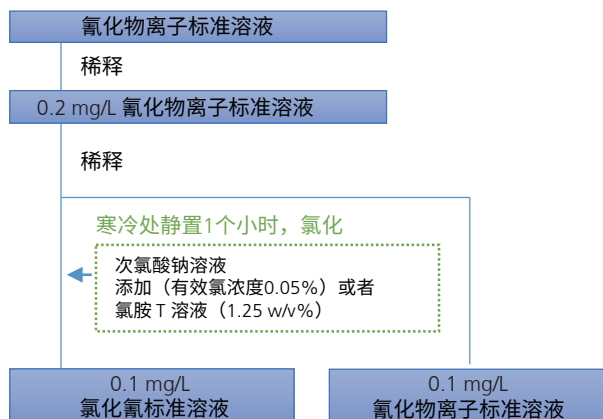 氰化物离子标准溶液
稀释
0.2 mg/L 氰化物离子标准溶液
稀释
寒冷处静置1个小时，氯化
次氯酸钠溶液
添加（有效氯浓度0.05%）或者
氯胺 T 溶液（1.25 w/v%）
0.1 mg/L
氯化氰标准溶液
0.1 mg/L
氰化物离子标准溶液